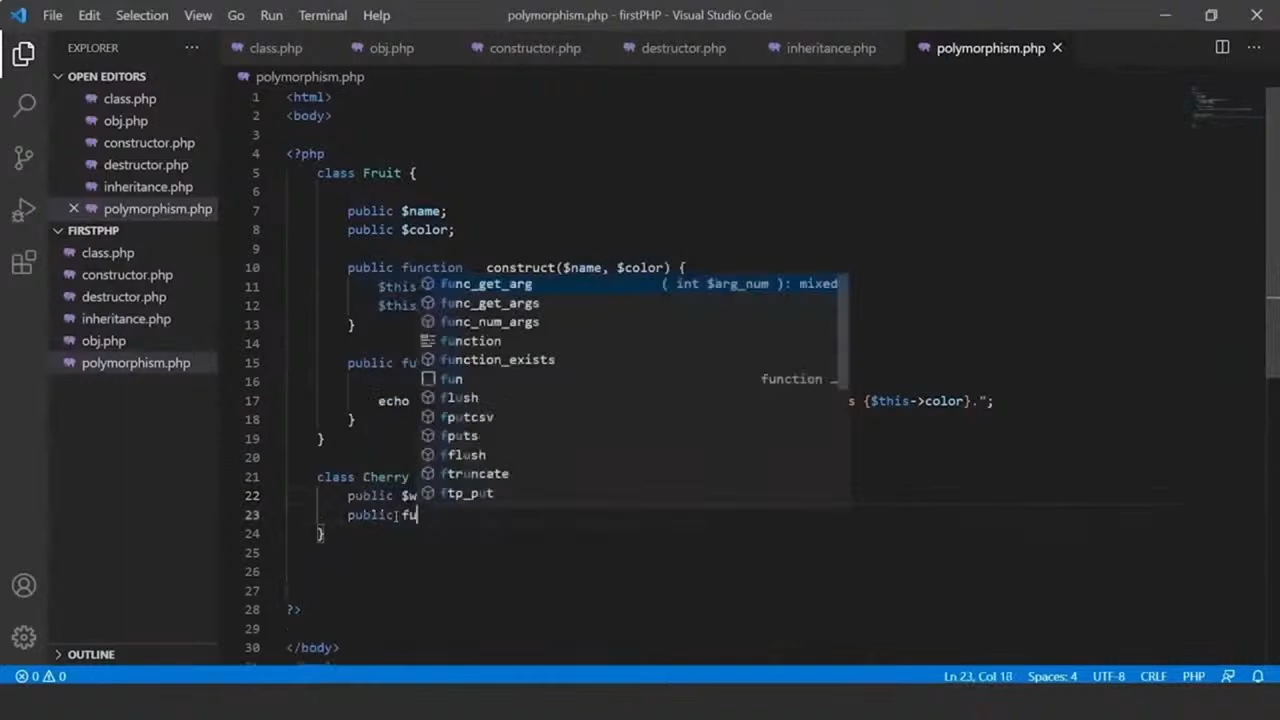 File Edit Selection View Go Run Terminal Help polymorphism.php - firstPHP - Visual Studio Code
EXPLORER
class.php obj.php constructor.php destructor.php inheritance.php polymorphism.php
OPEN EDITORS
class.php
obj.php
constructor.php
destructor.php
inheritance.php
polymorphism.php
FIRSTPHP
class.php
constructor.php
destructor.php
inheritance.php
obj.php
polymorphism.php
OUTLINE
polymorphism.php
1 <html>
2 <body>
3
4 <?php
5 class Fruit {
6
7 public $name;
8 public $color;
9
10 public function __construct($name, $color) {
11 $this
12 $this
13 }
14
15 public fu
16
17 echo s {$this->color}.";
18 }
19 }
20
21 class Cherry
22 public $w
23 public fu
24 }
25
26
27
28 ?>
29
30 </body>
func_get_arg ( int $arg_num ): mixed
func_get_args
func_num_args
function
function_exists
fun function …
flush
fputcsv
fputs
fflush
ftruncate
ftp_put
0 0 Ln 23, Col 18 Spaces: 4 UTF-8 CRLF PHP